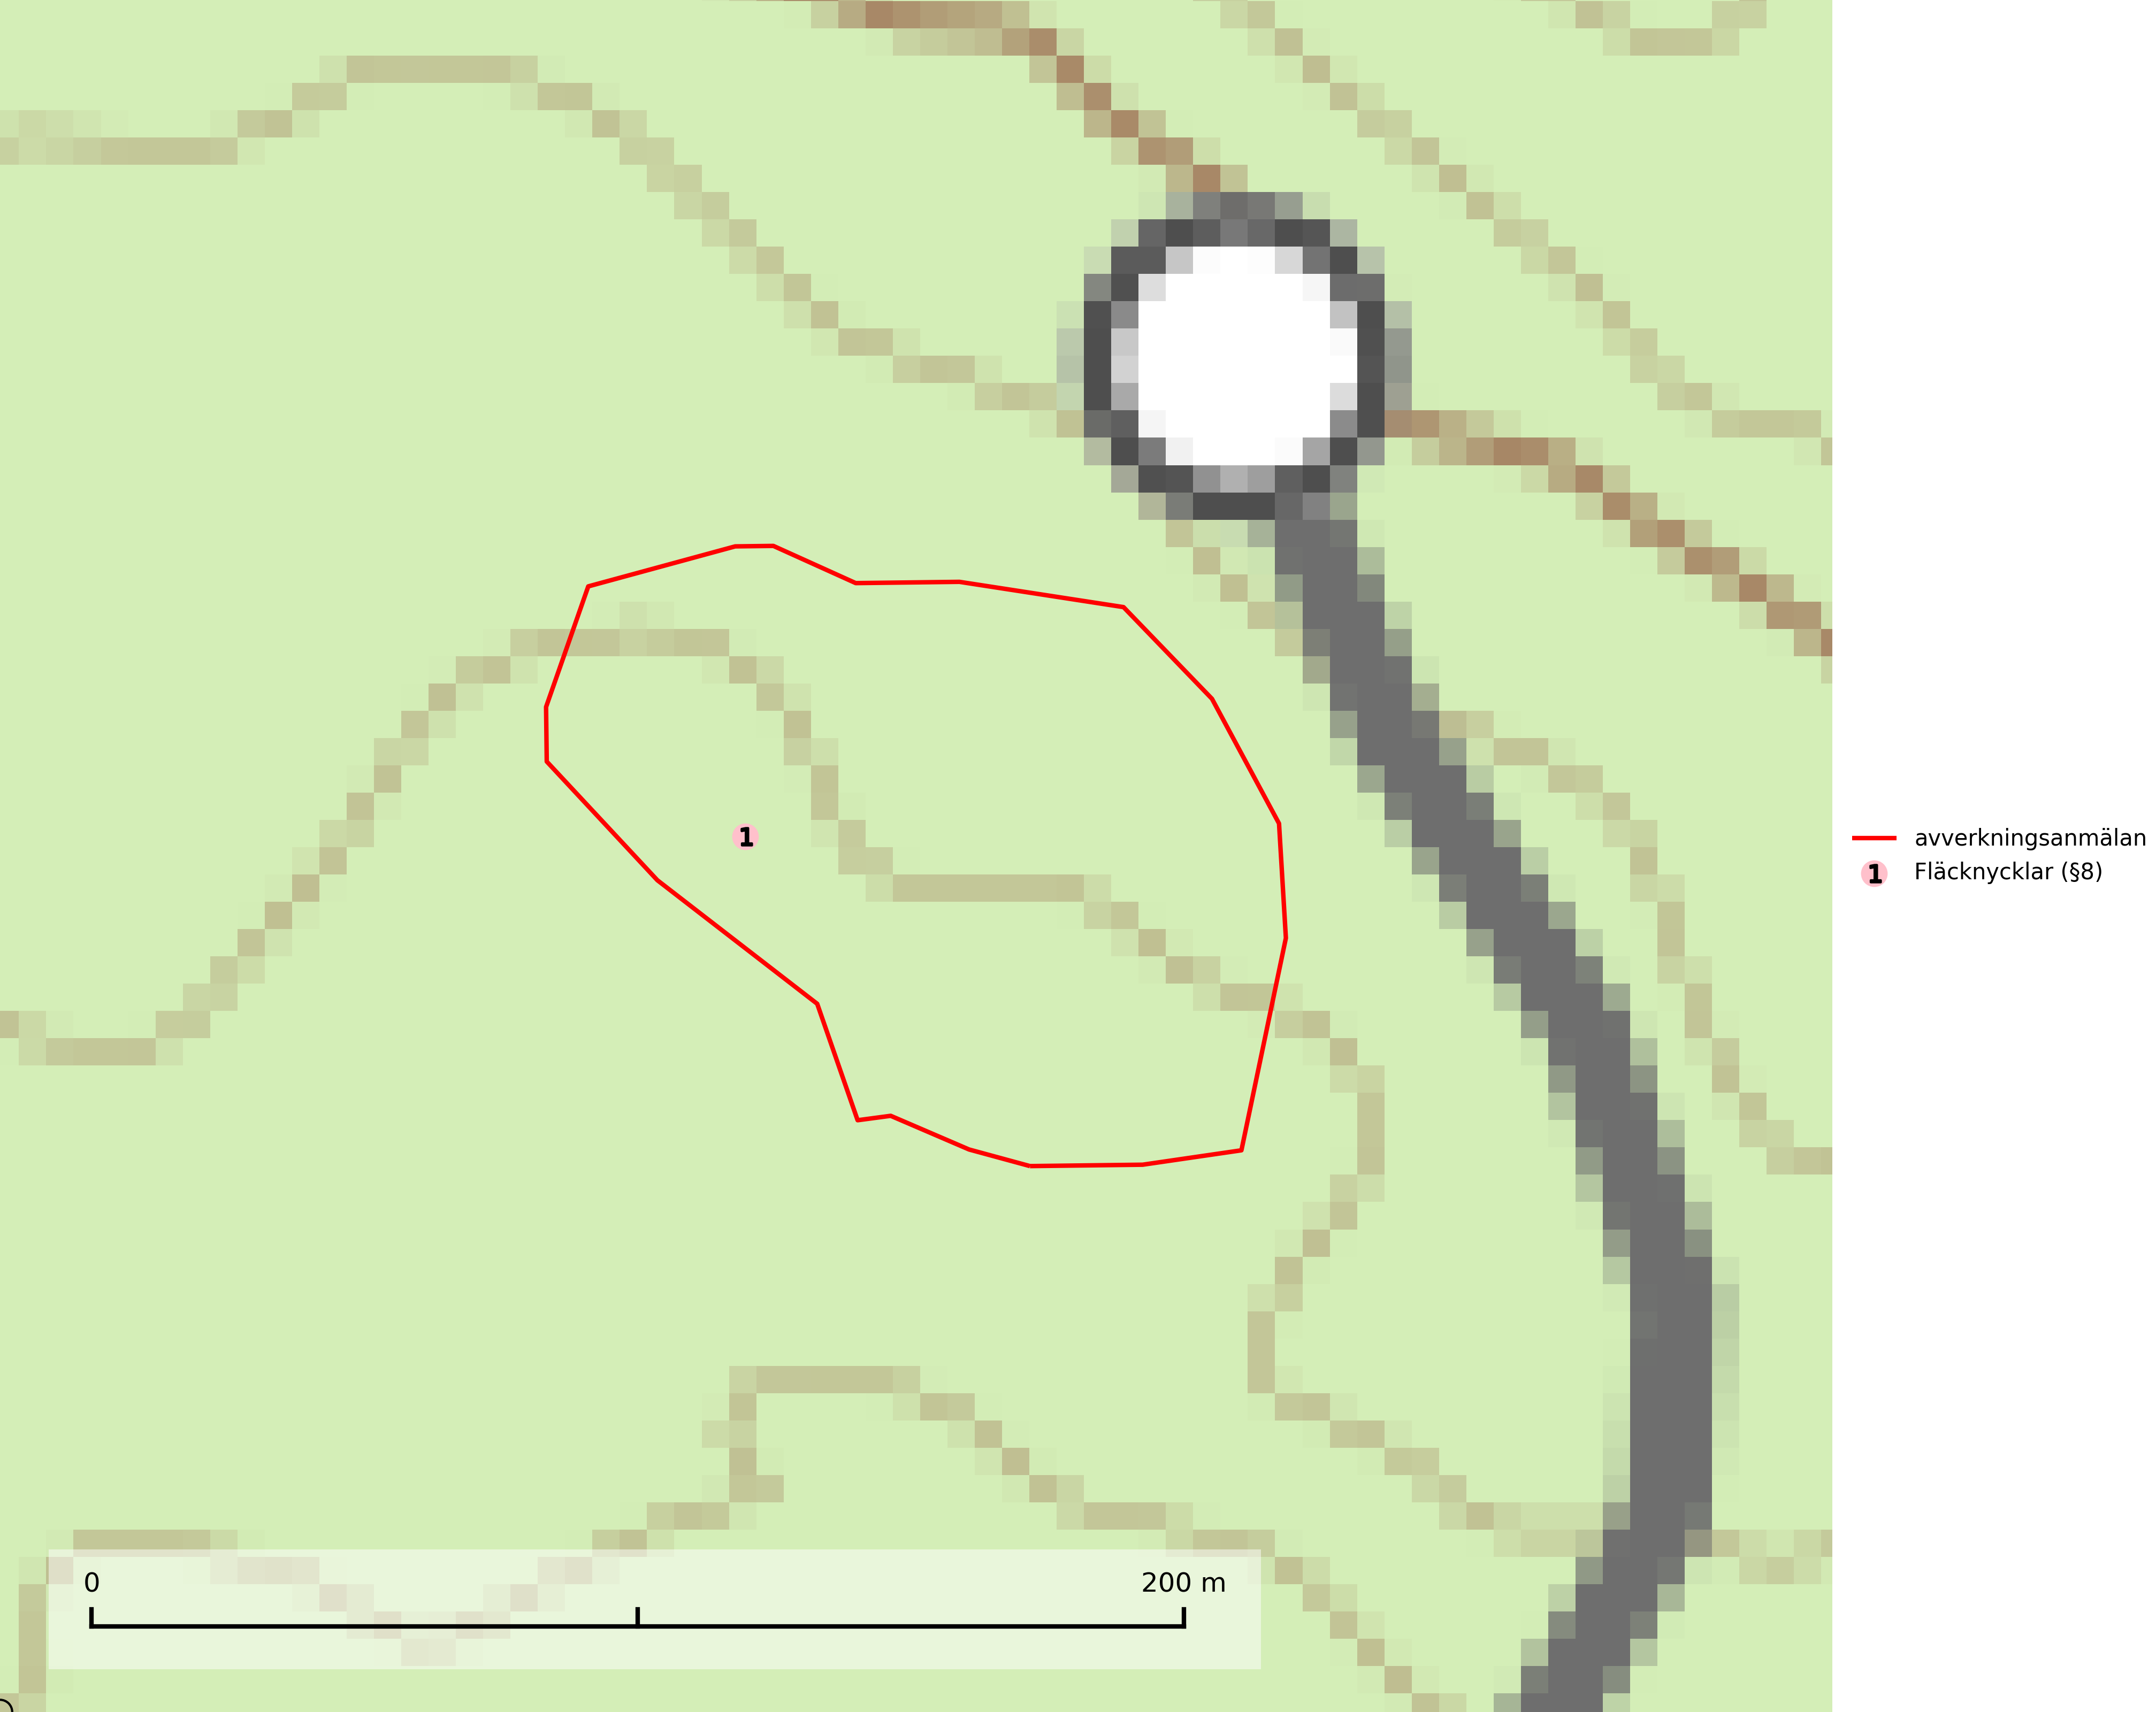 1
avverkningsanmälan
1 Fläcknycklar (§8)
0 200 m